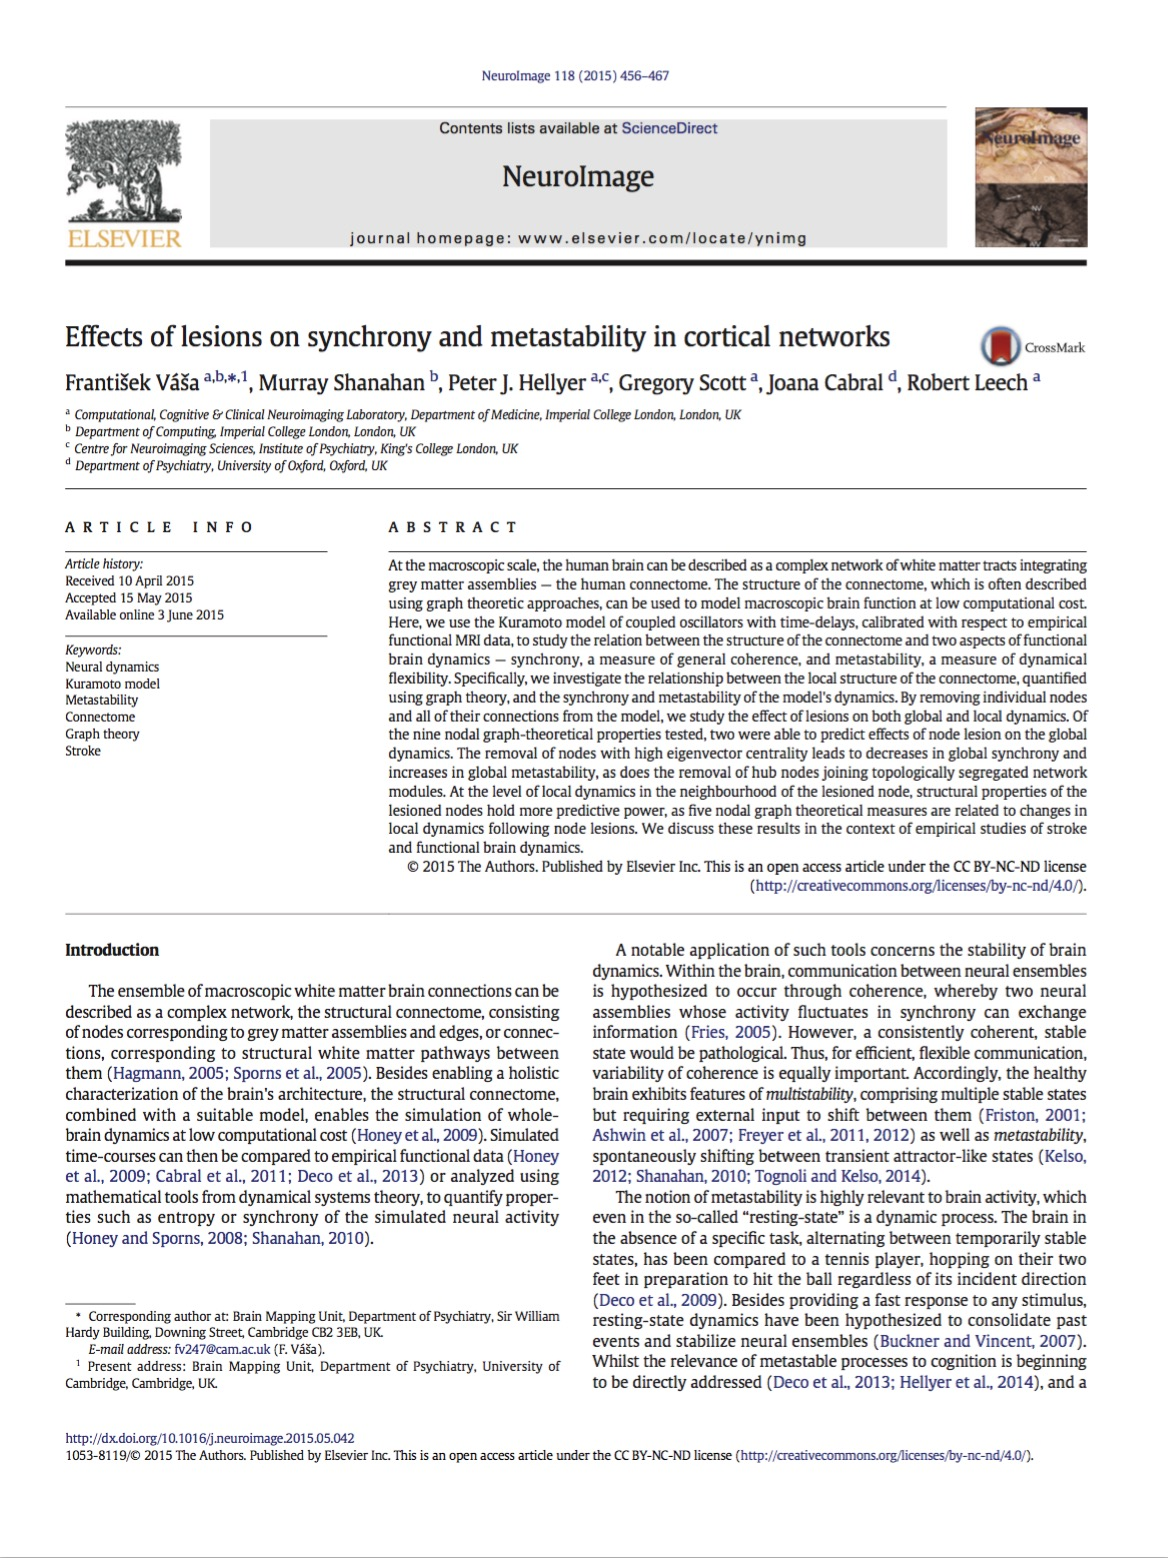 NeuroImage 118 (2015) 456–467
Contents lists available at ScienceDirect
NeuroImage
journal homepage: www.elsevier.com/locate/ynimg
ELSEVIER
NeuroImage
Effects of lesions on synchrony and metastability in cortical networks
CrossMark
František Váša a,b,*,1, Murray Shanahan b, Peter J. Hellyer a,c, Gregory Scott a, Joana Cabral d, Robert Leech a
a Computational, Cognitive & Clinical Neuroimaging Laboratory, Department of Medicine, Imperial College London, London, UK
b Department of Computing, Imperial College London, London, UK
c Centre for Neuroimaging Sciences, Institute of Psychiatry, King's College London, UK
d Department of Psychiatry, University of Oxford, Oxford, UK
ARTICLE INFO
Article history:
Received 10 April 2015
Accepted 15 May 2015
Available online 3 June 2015
Keywords:
Neural dynamics
Kuramoto model
Metastability
Connectome
Graph theory
Stroke
ABSTRACT
At the macroscopic scale, the human brain can be described as a complex network of white matter tracts integrating
grey matter assemblies — the human connectome. The structure of the connectome, which is often described
using graph theoretic approaches, can be used to model macroscopic brain function at low computational cost.
Here, we use the Kuramoto model of coupled oscillators with time-delays, calibrated with respect to empirical
functional MRI data, to study the relation between the structure of the connectome and two aspects of functional
brain dynamics — synchrony, a measure of general coherence, and metastability, a measure of dynamical
flexibility. Specifically, we investigate the relationship between the local structure of the connectome, quantified
using graph theory, and the synchrony and metastability of the model's dynamics. By removing individual nodes
and all of their connections from the model, we study the effect of lesions on both global and local dynamics. Of
the nine nodal graph-theoretical properties tested, two were able to predict effects of node lesion on the global
dynamics. The removal of nodes with high eigenvector centrality leads to decreases in global synchrony and
increases in global metastability, as does the removal of hub nodes joining topologically segregated network
modules. At the level of local dynamics in the neighbourhood of the lesioned node, structural properties of the
lesioned nodes hold more predictive power, as five nodal graph theoretical measures are related to changes in
local dynamics following node lesions. We discuss these results in the context of empirical studies of stroke
and functional brain dynamics.
© 2015 The Authors. Published by Elsevier Inc. This is an open access article under the CC BY-NC-ND license
(http://creativecommons.org/licenses/by-nc-nd/4.0/).
Introduction
The ensemble of macroscopic white matter brain connections can be
described as a complex network, the structural connectome, consisting
of nodes corresponding to grey matter assemblies and edges, or connec-
tions, corresponding to structural white matter pathways between
them (Hagmann, 2005; Sporns et al., 2005). Besides enabling a holistic
characterization of the brain's architecture, the structural connectome,
combined with a suitable model, enables the simulation of whole-
brain dynamics at low computational cost (Honey et al., 2009). Simulated
time-courses can then be compared to empirical functional data (Honey
et al., 2009; Cabral et al., 2011; Deco et al., 2013) or analyzed using
mathematical tools from dynamical systems theory, to quantify proper-
ties such as entropy or synchrony of the simulated neural activity
(Honey and Sporns, 2008; Shanahan, 2010).
* Corresponding author at: Brain Mapping Unit, Department of Psychiatry, Sir William
Hardy Building, Downing Street, Cambridge CB2 3EB, UK.
E-mail address: fv247@cam.ac.uk (F. Váša).
1 Present address: Brain Mapping Unit, Department of Psychiatry, University of
Cambridge, Cambridge, UK.
A notable application of such tools concerns the stability of brain
dynamics. Within the brain, communication between neural ensembles
is hypothesized to occur through coherence, whereby two neural
assemblies whose activity fluctuates in synchrony can exchange
information (Fries, 2005). However, a consistently coherent, stable
state would be pathological. Thus, for efficient, flexible communication,
variability of coherence is equally important. Accordingly, the healthy
brain exhibits features of multistability, comprising multiple stable states
but requiring external input to shift between them (Friston, 2001;
Ashwin et al., 2007; Freyer et al., 2011, 2012) as well as metastability,
spontaneously shifting between transient attractor-like states (Kelso,
2012; Shanahan, 2010; Tognoli and Kelso, 2014).
The notion of metastability is highly relevant to brain activity, which
even in the so-called “resting-state” is a dynamic process. The brain in
the absence of a specific task, alternating between temporarily stable
states, has been compared to a tennis player, hopping on their two
feet in preparation to hit the ball regardless of its incident direction
(Deco et al., 2009). Besides providing a fast response to any stimulus,
resting-state dynamics have been hypothesized to consolidate past
events and stabilize neural ensembles (Buckner and Vincent, 2007).
Whilst the relevance of metastable processes to cognition is beginning
to be directly addressed (Deco et al., 2013; Hellyer et al., 2014), and a
http://dx.doi.org/10.1016/j.neuroimage.2015.05.042
1053-8119/© 2015 The Authors. Published by Elsevier Inc. This is an open access article under the CC BY-NC-ND license (http://creativecommons.org/licenses/by-nc-nd/4.0/).